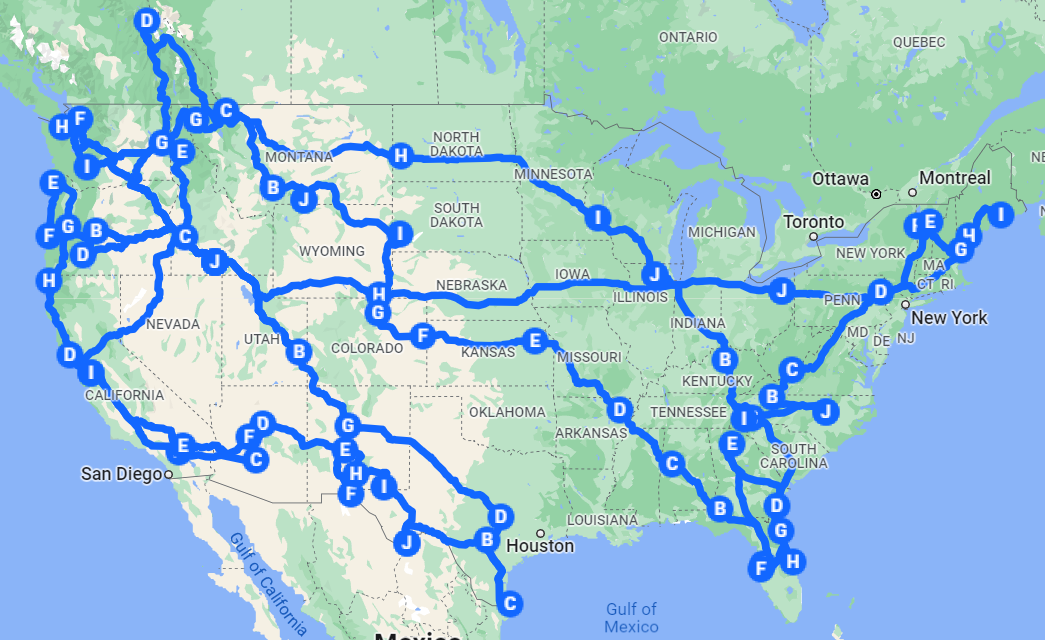 D
ONTARIO
QUEBEC
G
C
H
F
G
E
I
MONTANA
H
NORTH
DAKOTA
MINNESOTA
Ottawa
Montreal
E
B
J
SOUTH
DAKOTA
I
MICHIGAN
Toronto
E
I
F
G
B
D
C
J
WYOMING
I
NEW YORK
H
G
MA
CT RI
H
NEBRASKA
IOWA
J
ILLINOIS
J
PENN
D
H
G
New York
NEVADA
UTAH
B
COLORADO
F
KANSAS
E
MISSOURI
INDIANA
MD
DE
NJ
D
I
CALIFORNIA
B
KENTUCKY
C
B
OKLAHOMA
D
ARKANSAS
TENNESSEE
I
J
E
F
D
C
G
E
H
F
I
C
E
SOUTH
CAROLINA
San Diego
J
D
B
Houston
LOUISIANA
B
D
G
F
H
Gulf of California
C
Gulf of
Mexico
Mexico